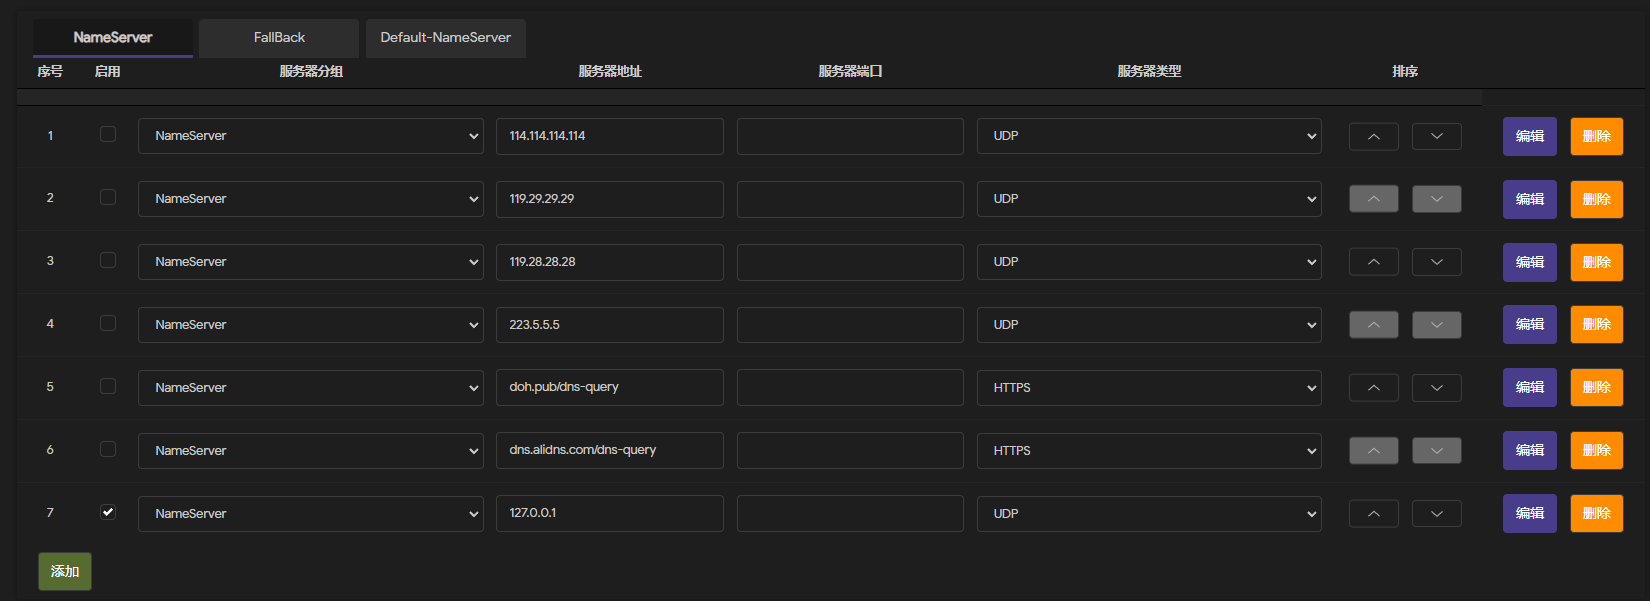 NameServer FallBack Default-NameServer
序号 启用 服务器分组 服务器地址 服务器端口 服务器类型 排序
1 NameServer 114.114.114.114 UDP 编辑 删除
2 NameServer 119.29.29.29 UDP 编辑 删除
3 NameServer 119.28.28.28 UDP 编辑 删除
4 NameServer 223.5.5.5 UDP 编辑 删除
5 NameServer doh.pub/dns-query HTTPS 编辑 删除
6 NameServer dns.alidns.com/dns-query HTTPS 编辑 删除
7 NameServer 127.0.0.1 UDP 编辑 删除
添加